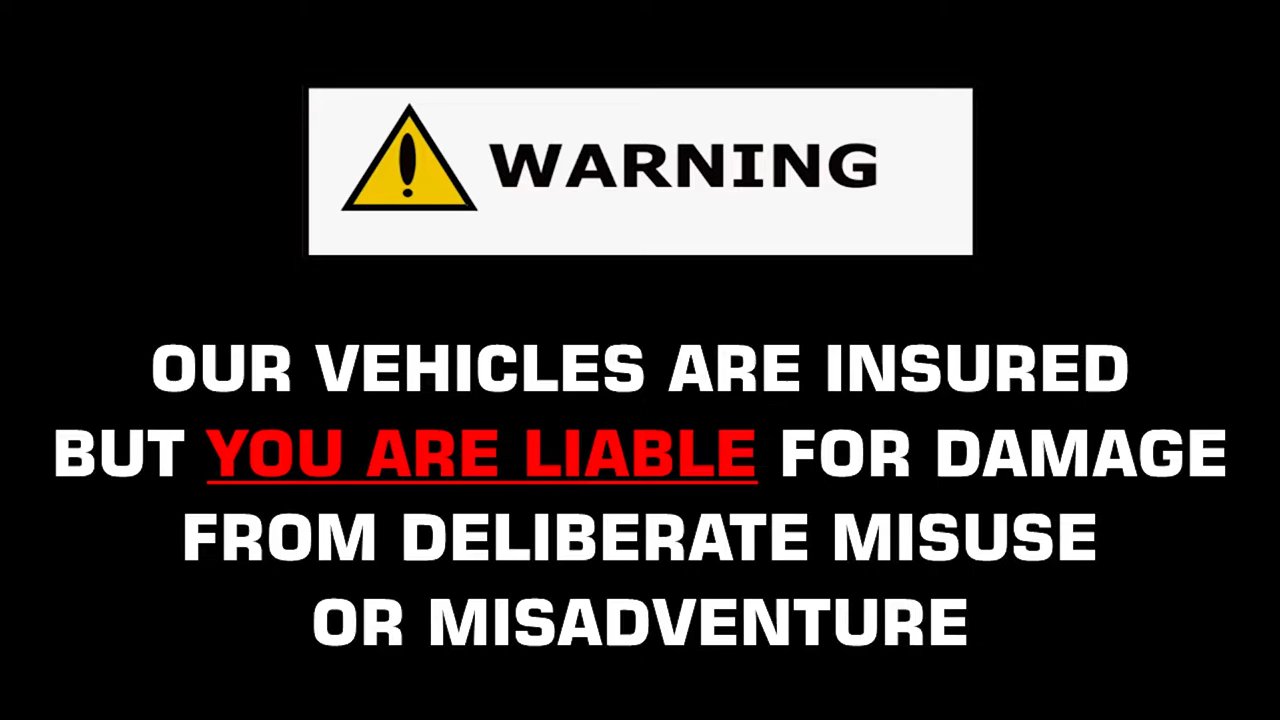 WARNING
OUR VEHICLES ARE INSURED
BUT YOU ARE LIABLE FOR DAMAGE
FROM DELIBERATE MISUSE
OR MISADVENTURE